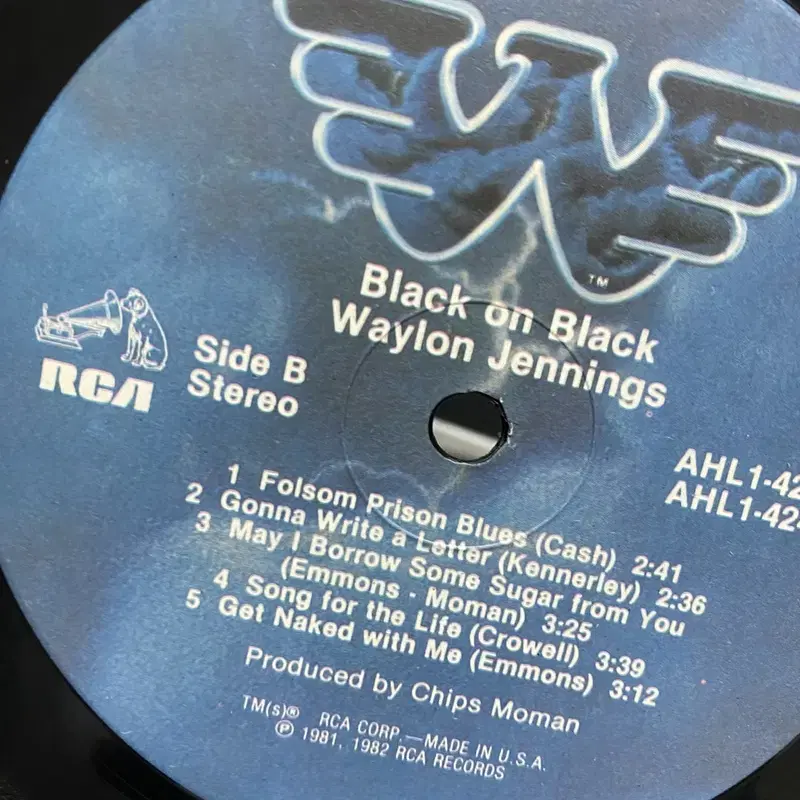 TM
Black on Black
Waylon Jennings
RCA
Side B
Stereo
AHL1-42
AHL1-42
1 Folsom Prison Blues (Cash) 2:41
2 Gonna Write a Letter (Kennerley) 2:36
3 May I Borrow Some Sugar from You
(Emmons - Moman) 3:25
4 Song for the Life (Crowell) 3:39
5 Get Naked with Me (Emmons) 3:12
Produced by Chips Moman
TM(s)® RCA CORP.—MADE IN U.S.A.
℗ 1981, 1982 RCA RECORDS